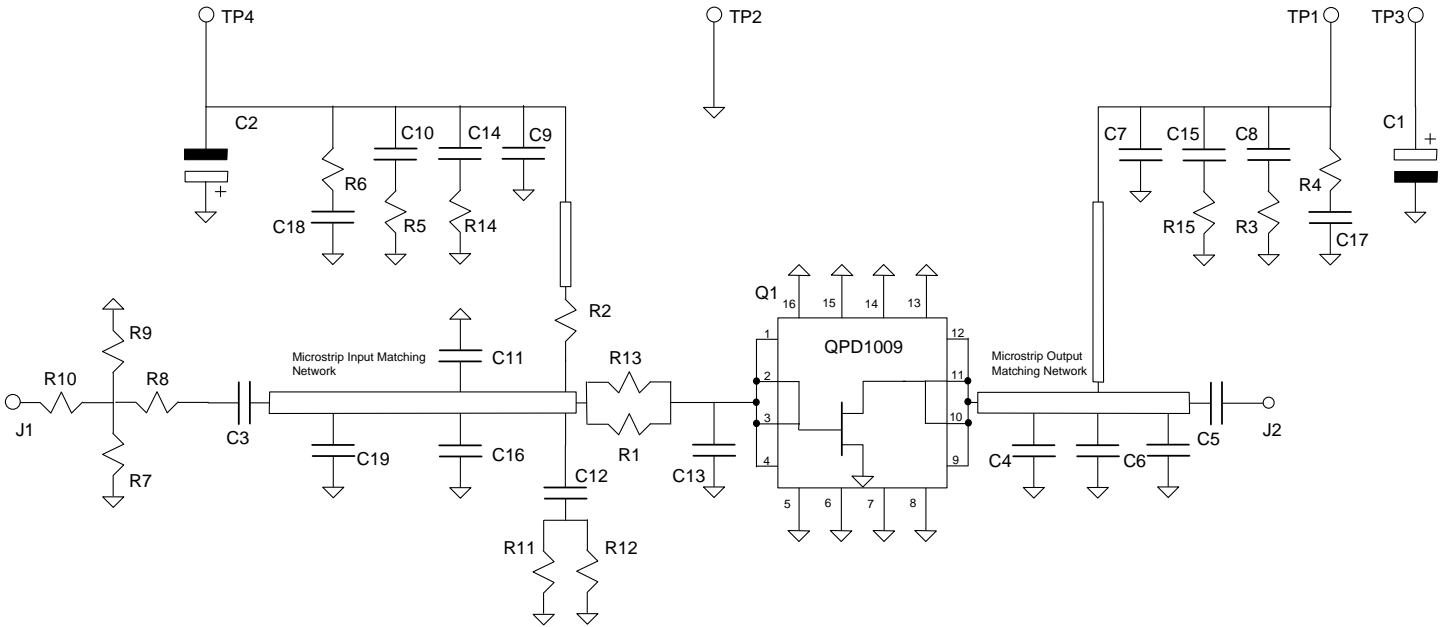 TP4
TP2
TP1
TP3
C2
C10
C14
C9
C7
C15
C8
C1
+
R6
R4
+
C18
R5
R14
R15
R3
C17
Q1
16
15
14
13
R9
R2
1
12
QPD1009
Microstrip Input Matching
Network
C11
R13
Microstrip Output
Matching Network
R10
R8
2
11
J1
C3
3
10
C5
J2
R1
C19
C16
C13
4
9
C4
C6
R7
C12
5
6
7
8
R11
R12